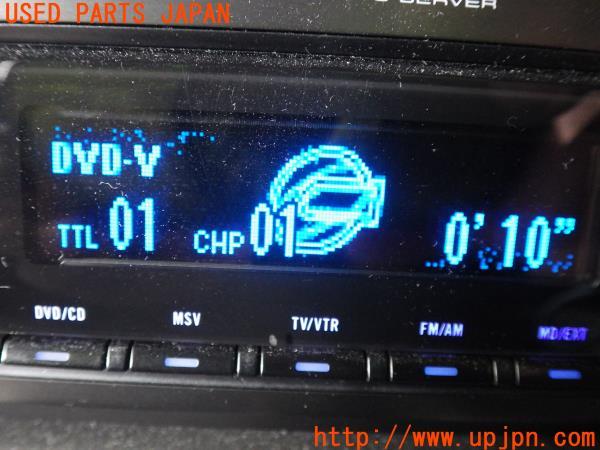 USED PARTS JAPAN
SERVER
DVD-V
TTL 01 CHP 01 0'10"
DVD/CD MSV TV/VTR FM/AM MD/EXT
http://www.upjpn.com